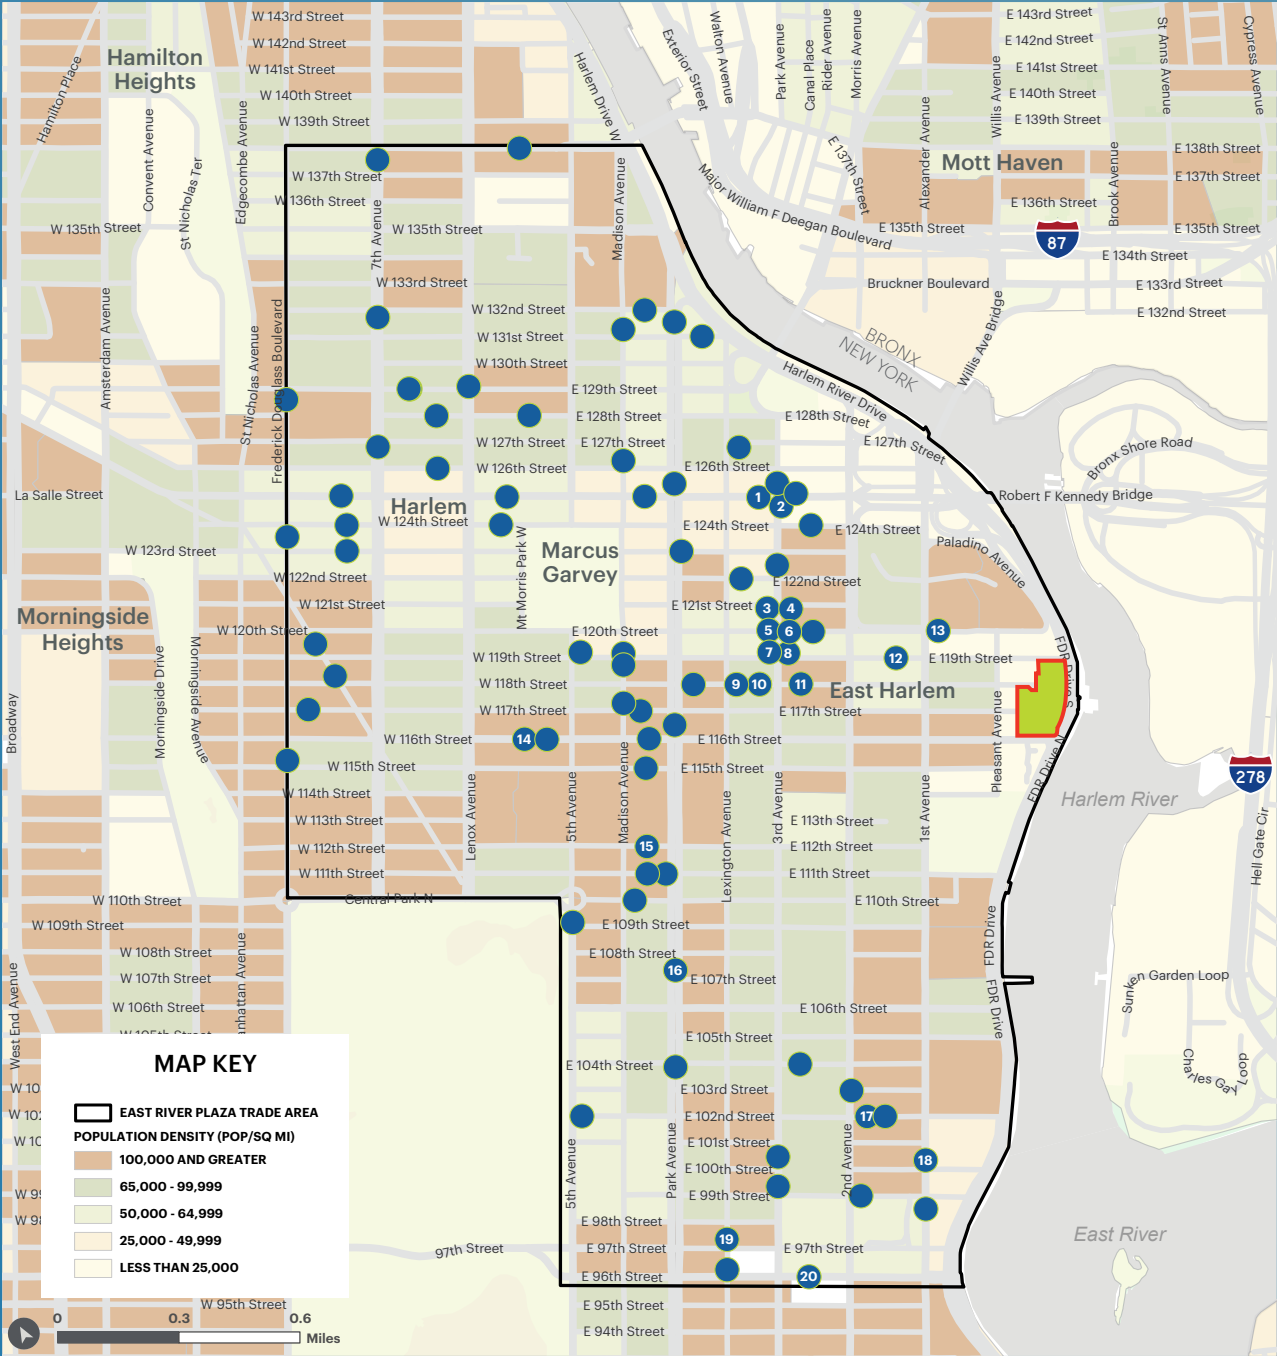 W 143rd Street
W 142nd Street
W 141st Street
W 140th Street
W 139th Street
Hamilton
Heights
Hamilton Place
Convent Avenue
St Nicholas Ter
Edgecombe Avenue
Harlem Drive W
Exterior Street
Walton Avenue
Park Avenue
Canal Place
Rider Avenue
Morris Avenue
E 143rd Street
E 142nd Street
E 141st Street
E 140th Street
E 139th Street
E 138th Street
E 137th Street
E 136th Street
E 135th Street
E 135th Street
E 134th Street
E 133rd Street
E 132nd Street
St Anns Avenue
Cypress Avenue
Willis Avenue
Alexander Avenue
Brook Avenue
E 137th Street
Mott Haven
87
Major William F Deegan Boulevard
Bruckner Boulevard
Willis Ave Bridge
BRONX
NEW YORK
W 137th Street
W 136th Street
W 135th Street
W 135th Street
7th Avenue
Madison Avenue
W 133rd Street
W 132nd Street
W 131st Street
W 130th Street
E 129th Street
E 128th Street
W 127th Street
E 127th Street
W 126th Street
E 126th Street
Harlem River Drive
E 128th Street
E 127th Street
Amsterdam Avenue
St Nicholas Avenue
Frederick Douglass Boulevard
La Salle Street
Harlem
W 124th Street
W 123rd Street
W 122nd Street
W 121st Street
W 120th Street
Mt Morris Park W
Marcus
Garvey
E 124th Street
E 124th Street
E 122nd Street
E 121st Street
E 120th Street
Paladino Avenue
Robert F Kennedy Bridge
Bronx Shore Road
1
2
3
4
5
6
7
8
9
10
11
12
13
Morningside
Heights
Morningside Drive
Morningside Avenue
Broadway
W 119th Street
W 118th Street
W 117th Street
W 116th Street
W 115th Street
W 114th Street
W 113th Street
W 112th Street
W 111th Street
W 110th Street
Central Park N
14
E 119th Street
East Harlem
E 117th Street
E 116th Street
E 115th Street
E 113th Street
E 112th Street
E 111th Street
E 110th Street
Lenox Avenue
5th Avenue
Madison Avenue
Lexington Avenue
3rd Avenue
1st Avenue
Pleasant Avenue
FDR Drive S
FDR Drive N
Harlem River
278
Hell Gate Cir
15
W 109th Street
W 108th Street
W 107th Street
W 106th Street
W 105th Street
West End Avenue
anhattan Avenue
E 109th Street
E 108th Street
16
E 107th Street
E 106th Street
E 105th Street
E 104th Street
E 103rd Street
E 102nd Street
E 101st Street
E 100th Street
E 99th Street
E 98th Street
E 97th Street
E 97th Street
E 96th Street
E 95th Street
E 94th Street
17
18
19
20
5th Avenue
Park Avenue
2nd Avenue
FDR Drive
FDR Drive
Sunken Garden Loop
Charles Gay Loop
East River
97th Street
W 95th Street
W 10
W 102
W 10
W 99
W 98
MAP KEY
EAST RIVER PLAZA TRADE AREA
POPULATION DENSITY (POP/SQ MI)
100,000 AND GREATER
65,000 - 99,999
50,000 - 64,999
25,000 - 49,999
LESS THAN 25,000
0 0.3 0.6
Miles